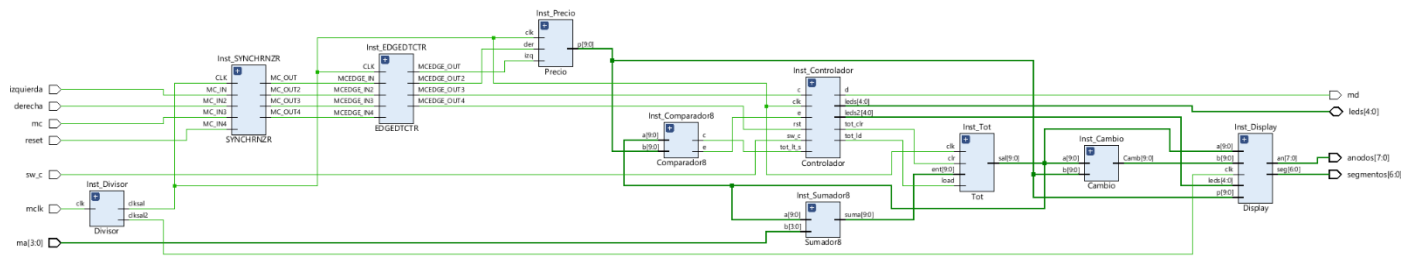 izquierda
derecha
mc
reset
sw_c
mclk
ma[3:0]
Inst_Divisor
clk
clksal
clksal2
Divisor
Inst_SYNCHRNZR
CLK
MC_IN
MC_IN2
MC_IN3
MC_IN4
MC_OUT
MC_OUT2
MC_OUT3
MC_OUT4
SYNCHRNZR
Inst_EDGEDTCTR
CLK
MCEDGE_IN
MCEDGE_IN2
MCEDGE_IN3
MCEDGE_IN4
MCEDGE_OUT
MCEDGE_OUT2
MCEDGE_OUT3
MCEDGE_OUT4
EDGEDTCTR
Inst_Precio
clk
der
izq
p[9:0]
Precio
Inst_Comparador8
a[9:0]
b[9:0]
c
e
Comparador8
Inst_Controlador
c
clk
e
rst
sw_c
tot_lt_s
d
leds[4:0]
leds2[4:0]
tot_clr
tot_ld
Controlador
Inst_Sumador8
a[9:0]
b[3:0]
suma[9:0]
Sumador8
Inst_Tot
clk
clr
ent[9:0]
load
sal[9:0]
Tot
Inst_Cambio
a[9:0]
b[9:0]
Camb[9:0]
Cambio
Inst_Display
a[9:0]
b[9:0]
clk
leds[4:0]
p[9:0]
an[7:0]
seg[6:0]
Display
md
leds[4:0]
anodos[7:0]
segmentos[6:0]